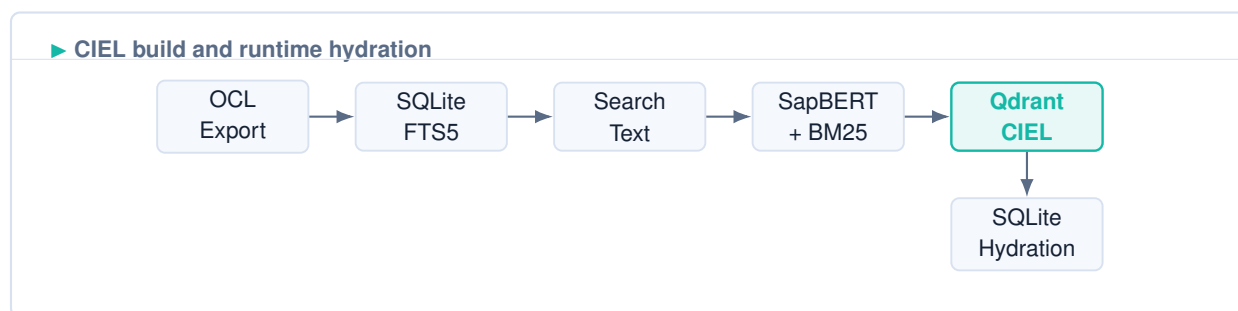 ▶ CIEL build and runtime hydration
OCL
Export
SQLite
FTS5
Search
Text
SapBERT
+ BM25
Qdrant
CIEL
SQLite
Hydration